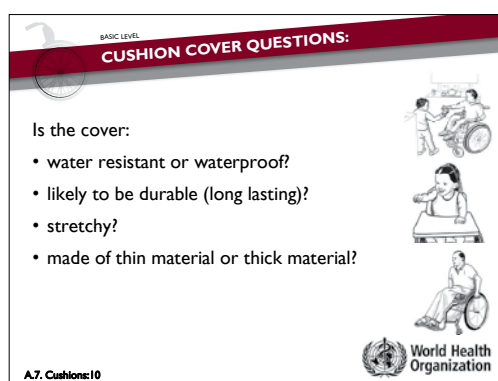 BASIC LEVEL
CUSHION COVER QUESTIONS:
Is the cover:
• water resistant or waterproof?
• likely to be durable (long lasting)?
• stretchy?
• made of thin material or thick material?
World Health
Organization
A.7. Cushions:10